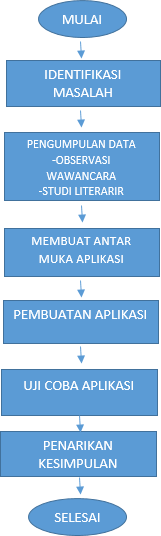 MULAI
IDENTIFIKASI
MASALAH
PENGUMPULAN DATA
-OBSERVASI
WAWANCARA
-STUDI LITERARIR
MEMBUAT ANTAR
MUKA APLIKASI
PEMBUATAN APLIKASI
UJI COBA APLIKASI
PENARIKAN
KESIMPULAN
SELESAI